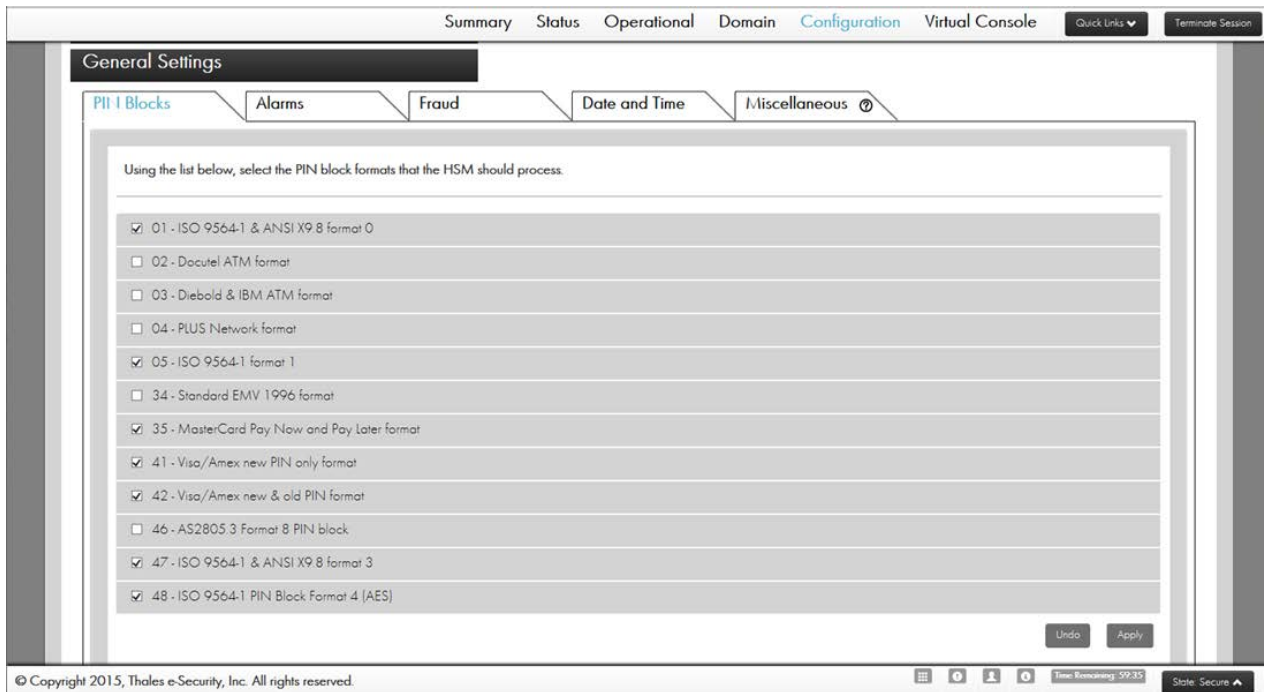 Summary Status Operational Domain Configuration Virtual Console Quick Links Terminate Session
General Settings
PIN Blocks Alarms Fraud Date and Time Miscellaneous ?
Using the list below, select the PIN block formats that the HSM should process.
01 - ISO 9564-1 & ANSI X9.8 format 0
02 - Docutel ATM format
03 - Diebold & IBM ATM format
04 - PLUS Network format
05 - ISO 9564-1 format 1
34 - Standard EMV 1996 format
35 - MasterCard Pay Now and Pay Later format
41 - Visa/Amex new PIN only format
42 - Visa/Amex new & old PIN format
46 - AS2805.3 Format 8 PIN block
47 - ISO 9564-1 & ANSI X9.8 format 3
48 - ISO 9564-1 PIN Block Format 4 (AES)
Undo Apply
© Copyright 2015, Thales e-Security, Inc. All rights reserved. Time Remaining: 59:35 State: Secure